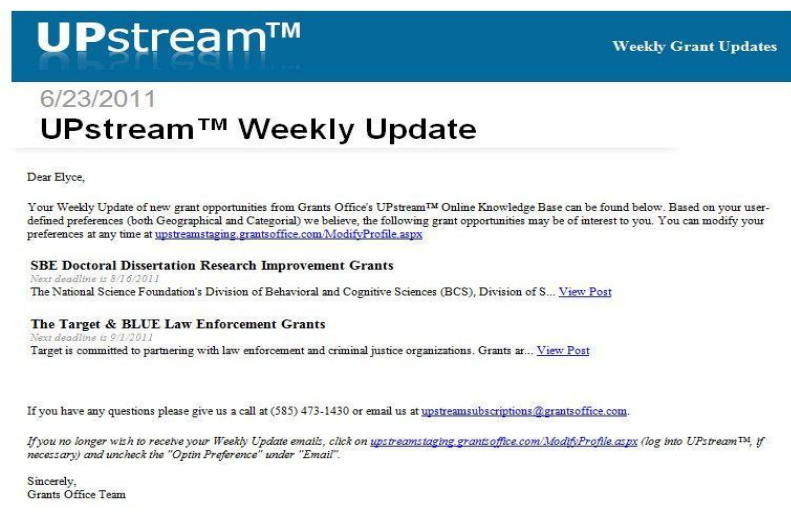 UPstream™
Weekly Grant Updates
6/23/2011
UPstream™ Weekly Update
Dear Elyce,
Your Weekly Update of new grant opportunities from Grants Office's UPstream™ Online Knowledge Base can be found below. Based on your user-
defined preferences (both Geographical and Categorial) we believe, the following grant opportunities may be of interest to you. You can modify your
preferences at any time at upstreamstaging.grantsoffice.com/ModifyProfile.aspx
SBE Doctoral Dissertation Research Improvement Grants
Next deadline is 8/16/2011
The National Science Foundation's Division of Behavioral and Cognitive Sciences (BCS), Division of S... View Post
The Target & BLUE Law Enforcement Grants
Next deadline is 9/1/2011
Target is committed to partnering with law enforcement and criminal justice organizations. Grants ar... View Post
If you have any questions please give us a call at (585) 473-1430 or email us at upstreamsubscriptions@grantsoffice.com.
If you no longer wish to receive your Weekly Update emails, click on upstreamstaging.grantsoffice.com/ModifyProfile.aspx (log into UPstream™, if
necessary) and uncheck the "Optin Preference" under "Email".
Sincerely,
Grants Office Team